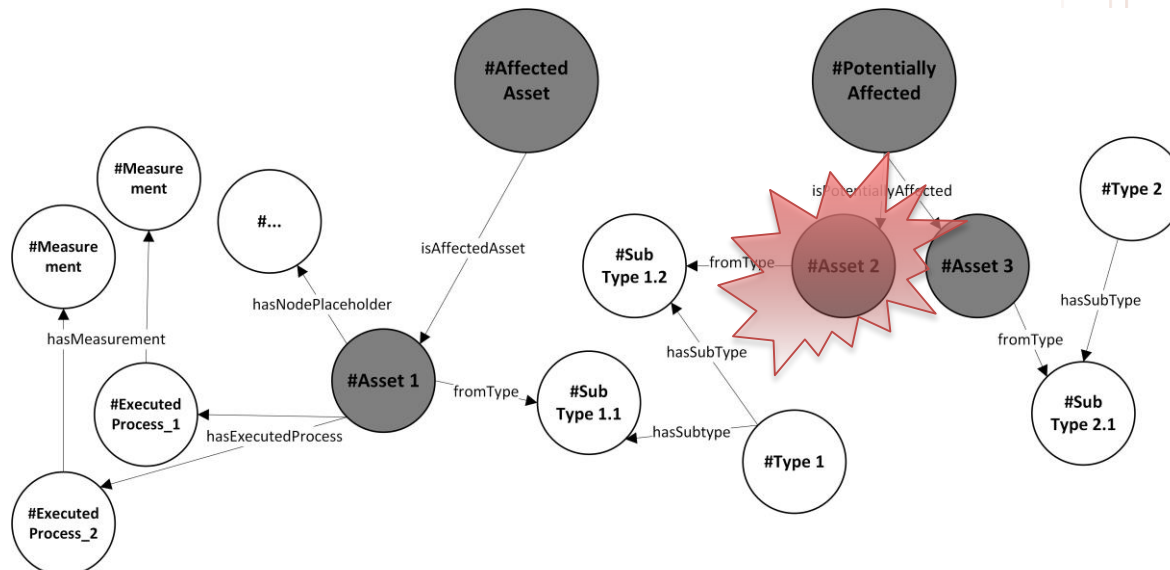 #Affected
Asset
#Potentially
Affected
#Measure
ment
#Type 2
isPotentiallyAffected
#...
#Measure
ment
isAffectedAsset
#Sub
Type 1.2
fromType
#Asset 2
#Asset 3
hasNodePlaceholder
hasSubType
hasMeasurement
fromType
hasSubType
#Asset 1
fromType
#Sub
Type 1.1
#Executed
Process_1
#Sub
Type 2.1
hasExecutedProcess
hasSubtype
#Type 1
#Executed
Process_2